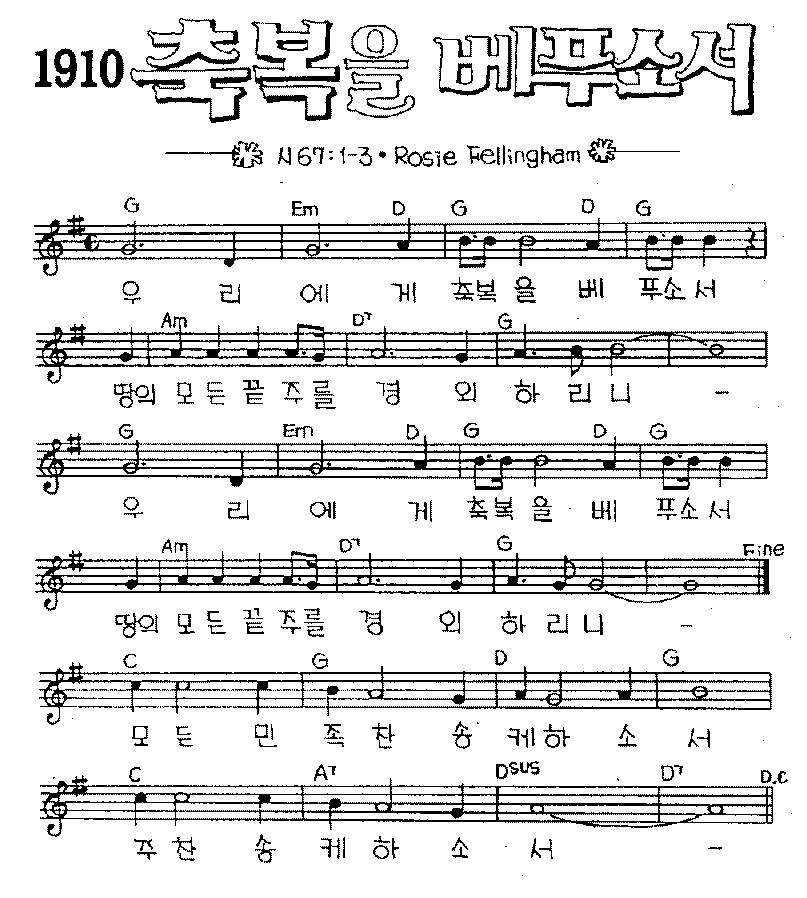 1910 축복을 베푸소서
시 67:1-3 • Rosie Fellingham
G Em D G D G
우 리 에 게 축복 을 베 푸소 서
Am D7 G
땅의 모 든 끝 주 를 경 외 하 리 니 -
G Em D G D G
우 리 에 게 축복 을 베 푸소 서
Am D7 G Fine
땅의 모 든 끝 주 를 경 외 하 리 니 -
C G D G
모 든 민 족 찬 송 케 하 소 서
C A7 Dsus D7 D.C
주 찬 송 케 하 소 서 -